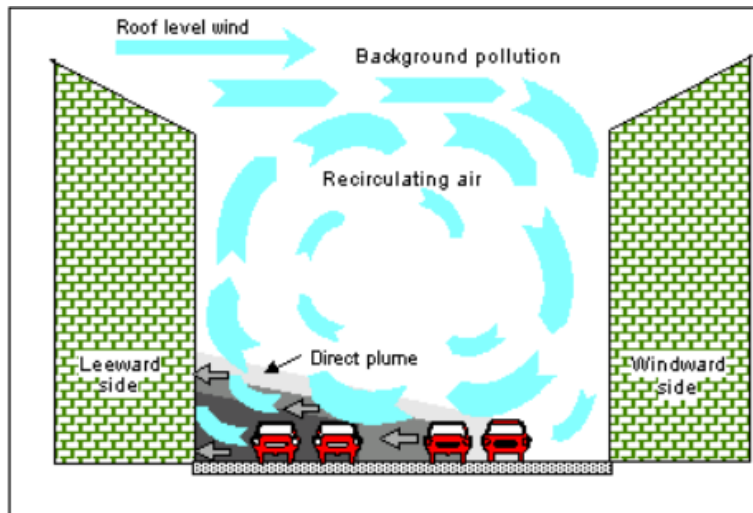 Roof level wind
Background pollution
Recirculating air
Direct plume
Leeward
side
Windward
side